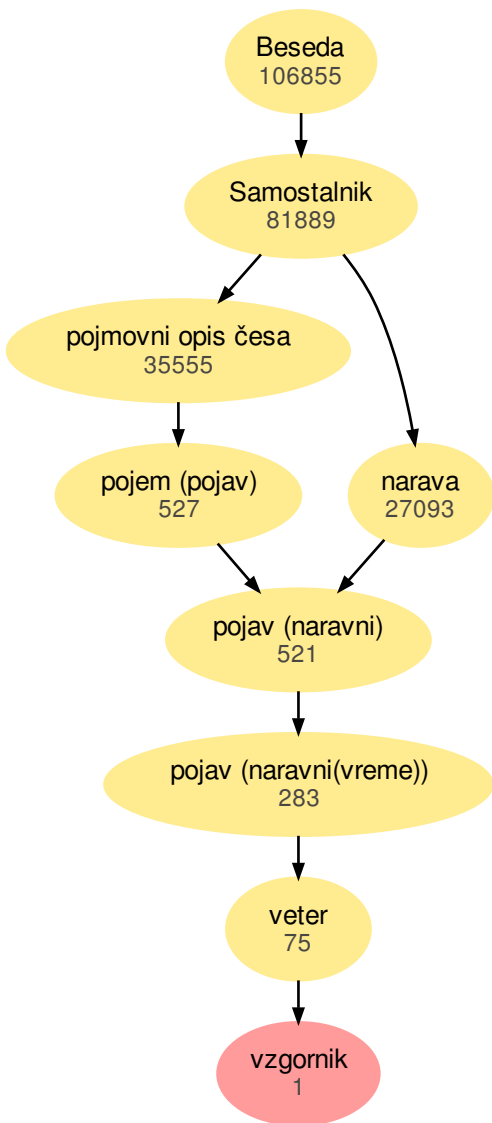 Beseda
106855
Samostalnik
81889
pojmovni opis česa
35555
pojem (pojav)
527
narava
27093
pojav (naravni)
521
pojav (naravni(vreme))
283
veter
75
vzgornik
1